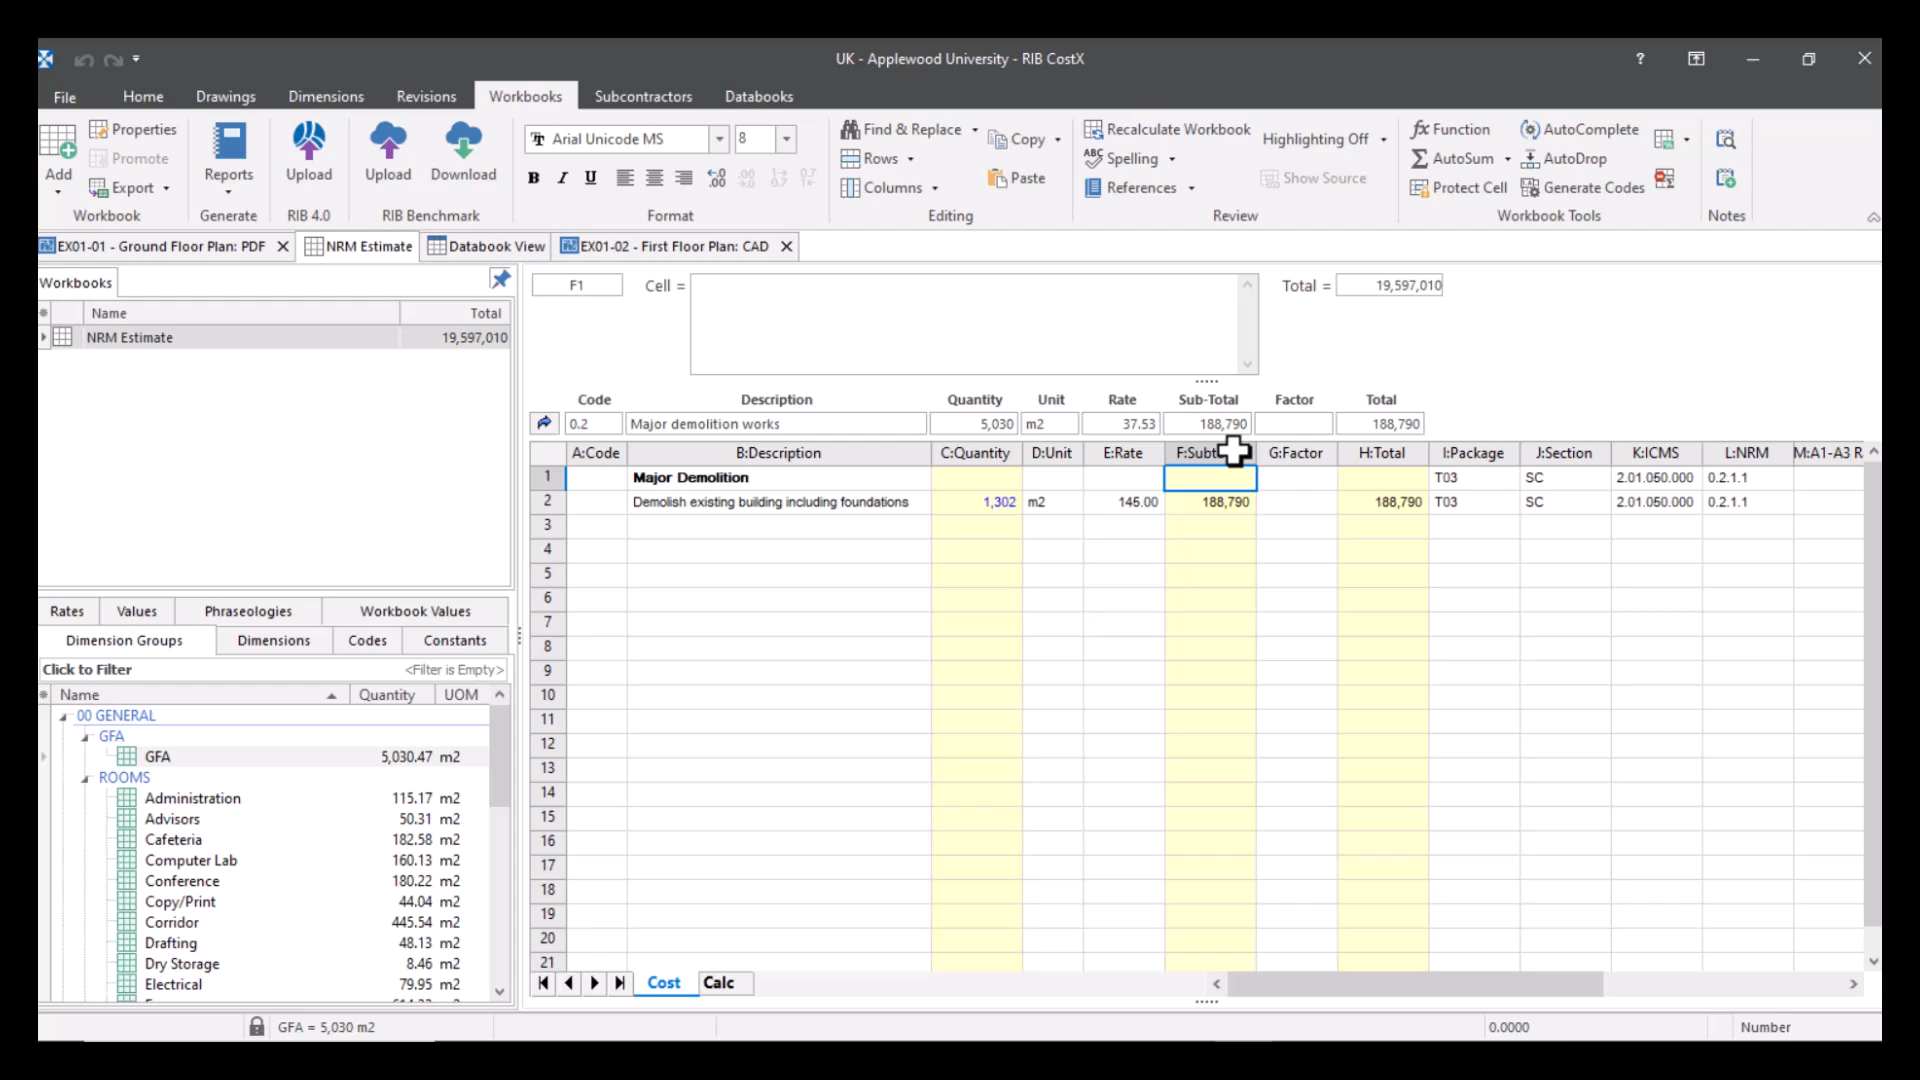 UK - Applewood University - RIB CostX
?
File Home Drawings Dimensions Revisions Workbooks Subcontractors Databooks
Add
Properties
Promote
Export
Workbook
Reports
Generate
Upload
RIB 4.0
Upload Download
RIB Benchmark
Arial Unicode MS 8
B I U
Format
Find & Replace
Rows
Columns
Copy
Paste
Editing
Recalculate Workbook
Spelling
References
Highlighting Off
Show Source
Review
Function
AutoSum
Protect Cell
AutoComplete
AutoDrop
Generate Codes
Workbook Tools
Notes
EX01-01 - Ground Floor Plan: PDF NRM Estimate Databook View EX01-02 - First Floor Plan: CAD
Workbooks
Name Total
NRM Estimate 19,597,010
F1 Cell = Total = 19,597,010
Code Description Quantity Unit Rate Sub-Total Factor Total
0.2 Major demolition works 5,030 m2 37.53 188,790 188,790
A:Code B:Description C:Quantity D:Unit E:Rate F:Subt G:Factor H:Total I:Package J:Section K:ICMS L:NRM M:A1-A3 R
1 Major Demolition T03 SC 2.01.050.000 0.2.1.1
2 Demolish existing building including foundations 1,302 m2 145.00 188,790 188,790 T03 SC 2.01.050.000 0.2.1.1
3
4
5
6
7
8
9
10
11
12
13
14
15
16
17
18
19
20
21
Cost Calc
Rates Values Phraseologies Workbook Values
Dimension Groups Dimensions Codes Constants
Click to Filter <Filter is Empty>
Name Quantity UOM
00 GENERAL
GFA
GFA 5,030.47 m2
ROOMS
Administration 115.17 m2
Advisors 50.31 m2
Cafeteria 182.58 m2
Computer Lab 160.13 m2
Conference 180.22 m2
Copy/Print 44.04 m2
Corridor 445.54 m2
Drafting 48.13 m2
Dry Storage 8.46 m2
Electrical 79.95 m2
GFA = 5,030 m2 0.0000 Number